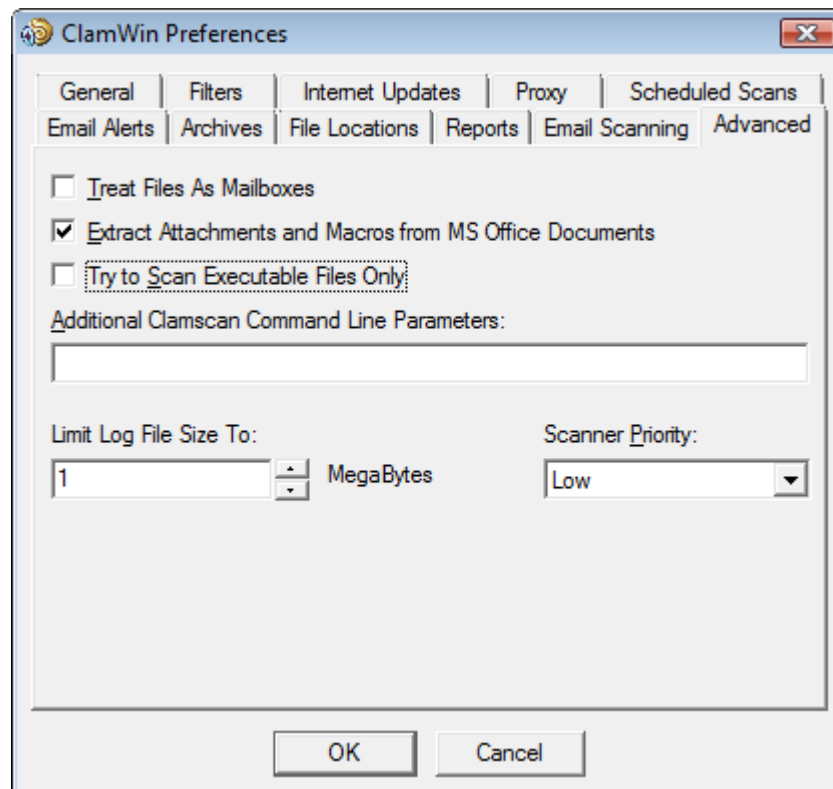 ClamWin Preferences
General Filters Internet Updates Proxy Scheduled Scans
Email Alerts Archives File Locations Reports Email Scanning Advanced
Treat Files As Mailboxes
Extract Attachments and Macros from MS Office Documents
Try to Scan Executable Files Only
Additional Clamscan Command Line Parameters:
Limit Log File Size To: Scanner Priority:
1 MegaBytes Low
OK Cancel